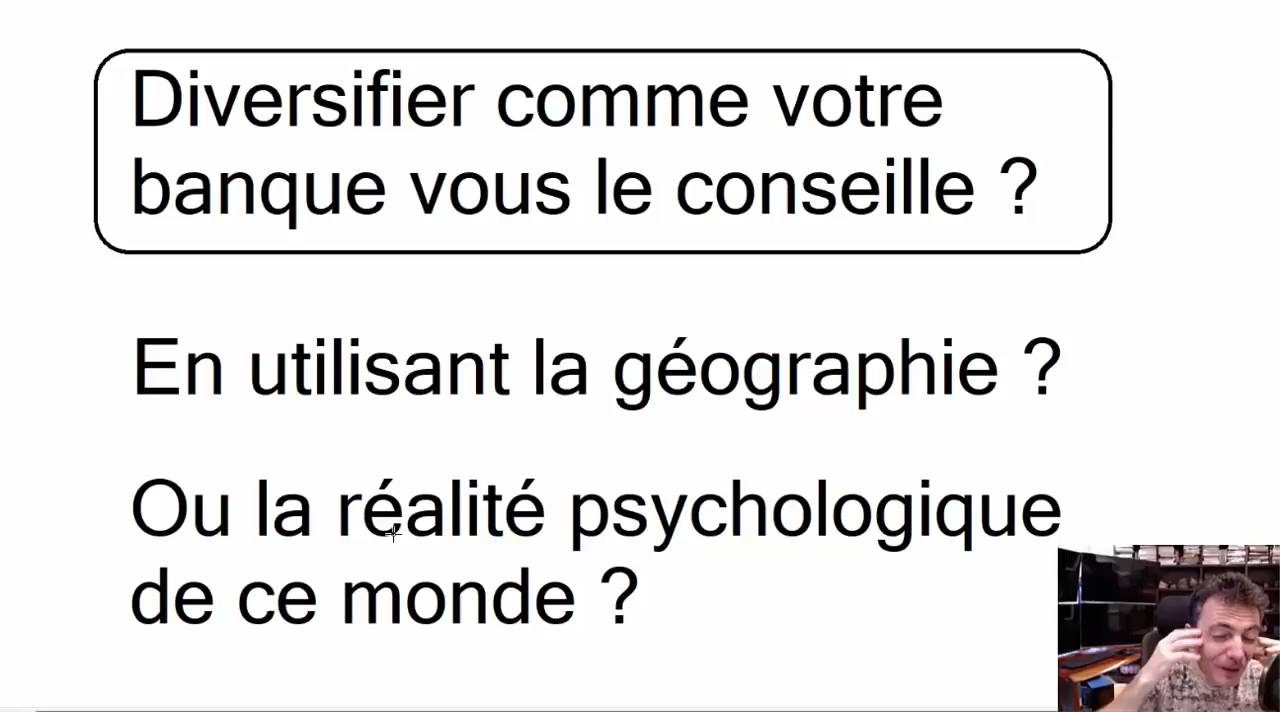 Diversifier comme votre
banque vous le conseille ?
En utilisant la géographie ?
Ou la réalité psychologique
de ce monde ?